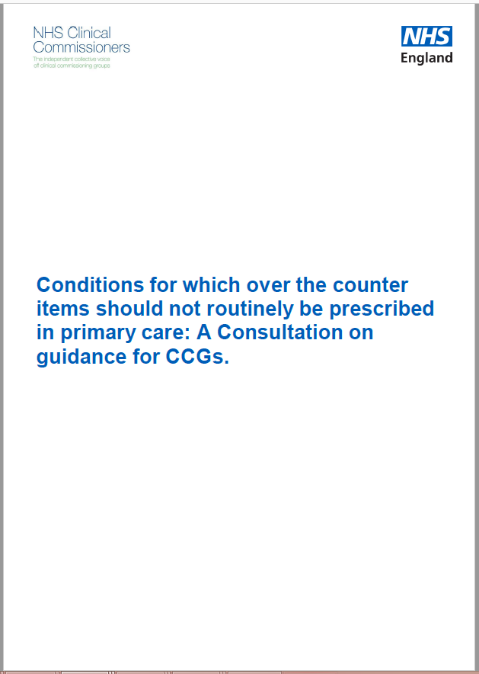 NHS Clinical
Commissioners
The independent collective voice
of clinical commissioning groups
NHS
England
Conditions for which over the counter
items should not routinely be prescribed
in primary care: A Consultation on
guidance for CCGs.